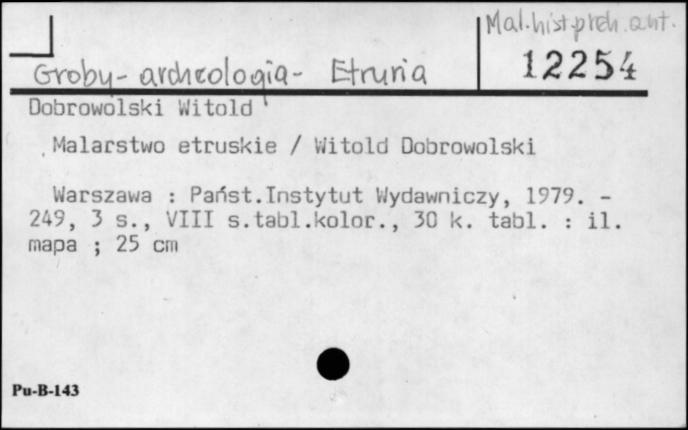 Mal. hist. preh. ant.
Groby - archeologia - Etruria
12254
Dobrowolski Witold
Malarstwo etruskie / Witold Dobrowolski
Warszawa : Państ.Instytut Wydawniczy, 1979. -
249, 3 s., VIII s.tabl.kolor., 30 k. tabl. : il.
mapa ; 25 cm
Pu-B-143